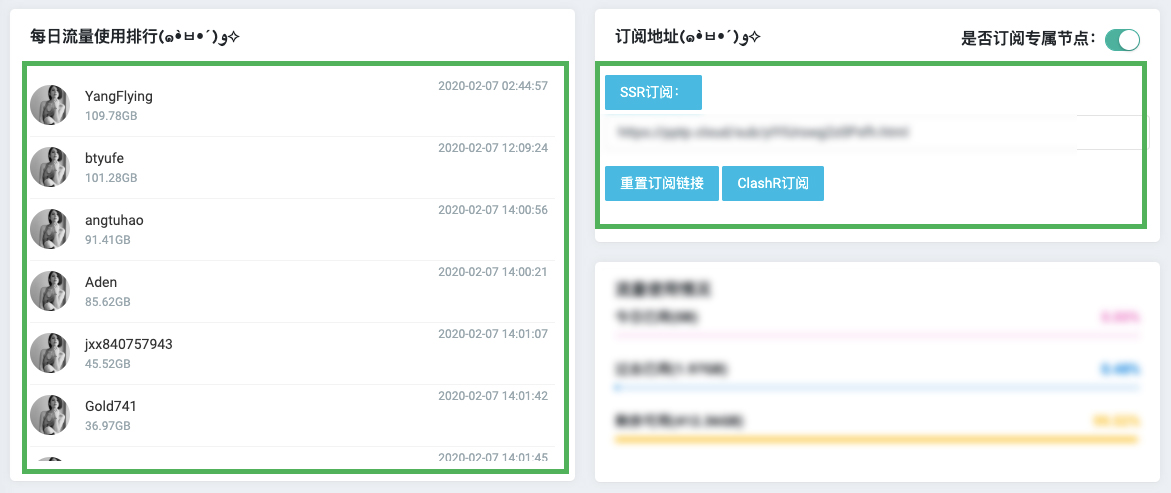 每日流量使用排行(๑•̀ㅂ•́)و✧
YangFlying
109.78GB
2020-02-07 02:44:57
btyufe
101.28GB
2020-02-07 12:09:24
angtuhao
91.41GB
2020-02-07 14:00:56
Aden
85.62GB
2020-02-07 14:00:21
jxx840757943
45.52GB
2020-02-07 14:01:07
Gold741
36.97GB
2020-02-07 14:01:42
2020-02-07 14:01:45
订阅地址(๑•̀ㅂ•́)و✧
是否订阅专属节点：
SSR订阅：
重置订阅链接
ClashR订阅